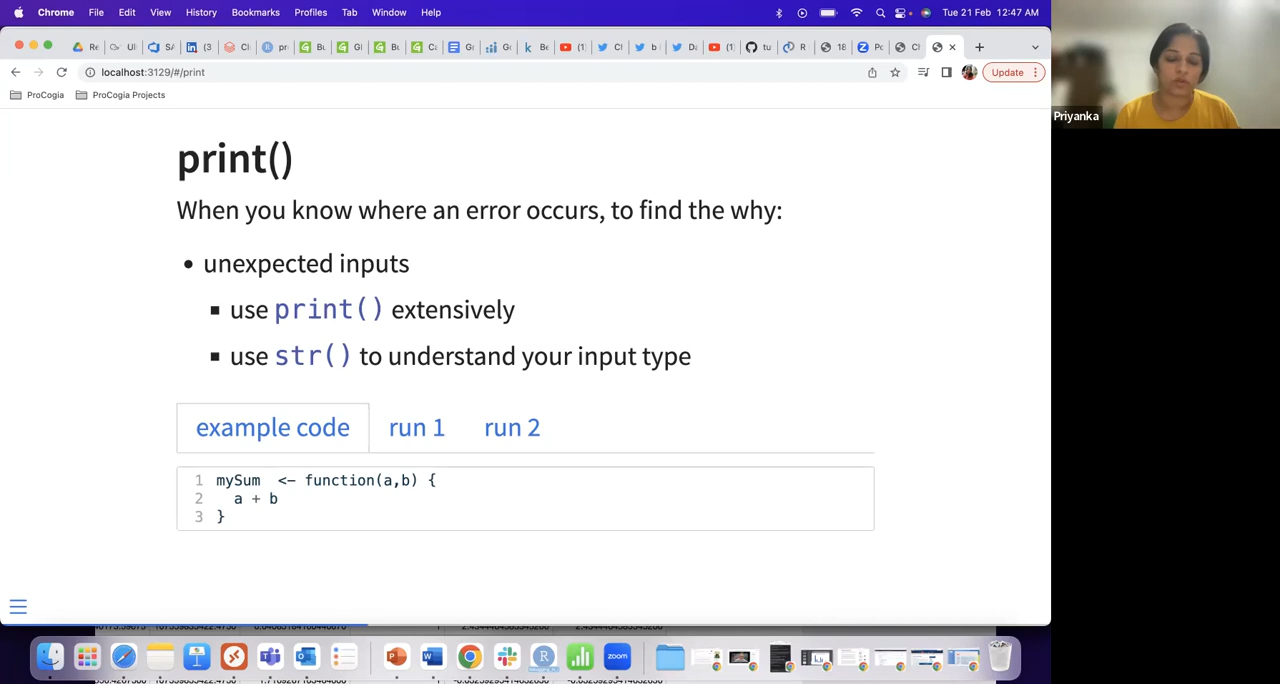 Chrome File Edit View History Bookmarks Profiles Tab Window Help Tue 21 Feb 12:47 AM
localhost:3129/#/print Update
ProCogia ProCogia Projects
Priyanka
print()
When you know where an error occurs, to find the why:
• unexpected inputs
▪ use print() extensively
▪ use str() to understand your input type
example code run 1 run 2
1 mySum <- function(a,b) {
2 a + b
3 }
zoom